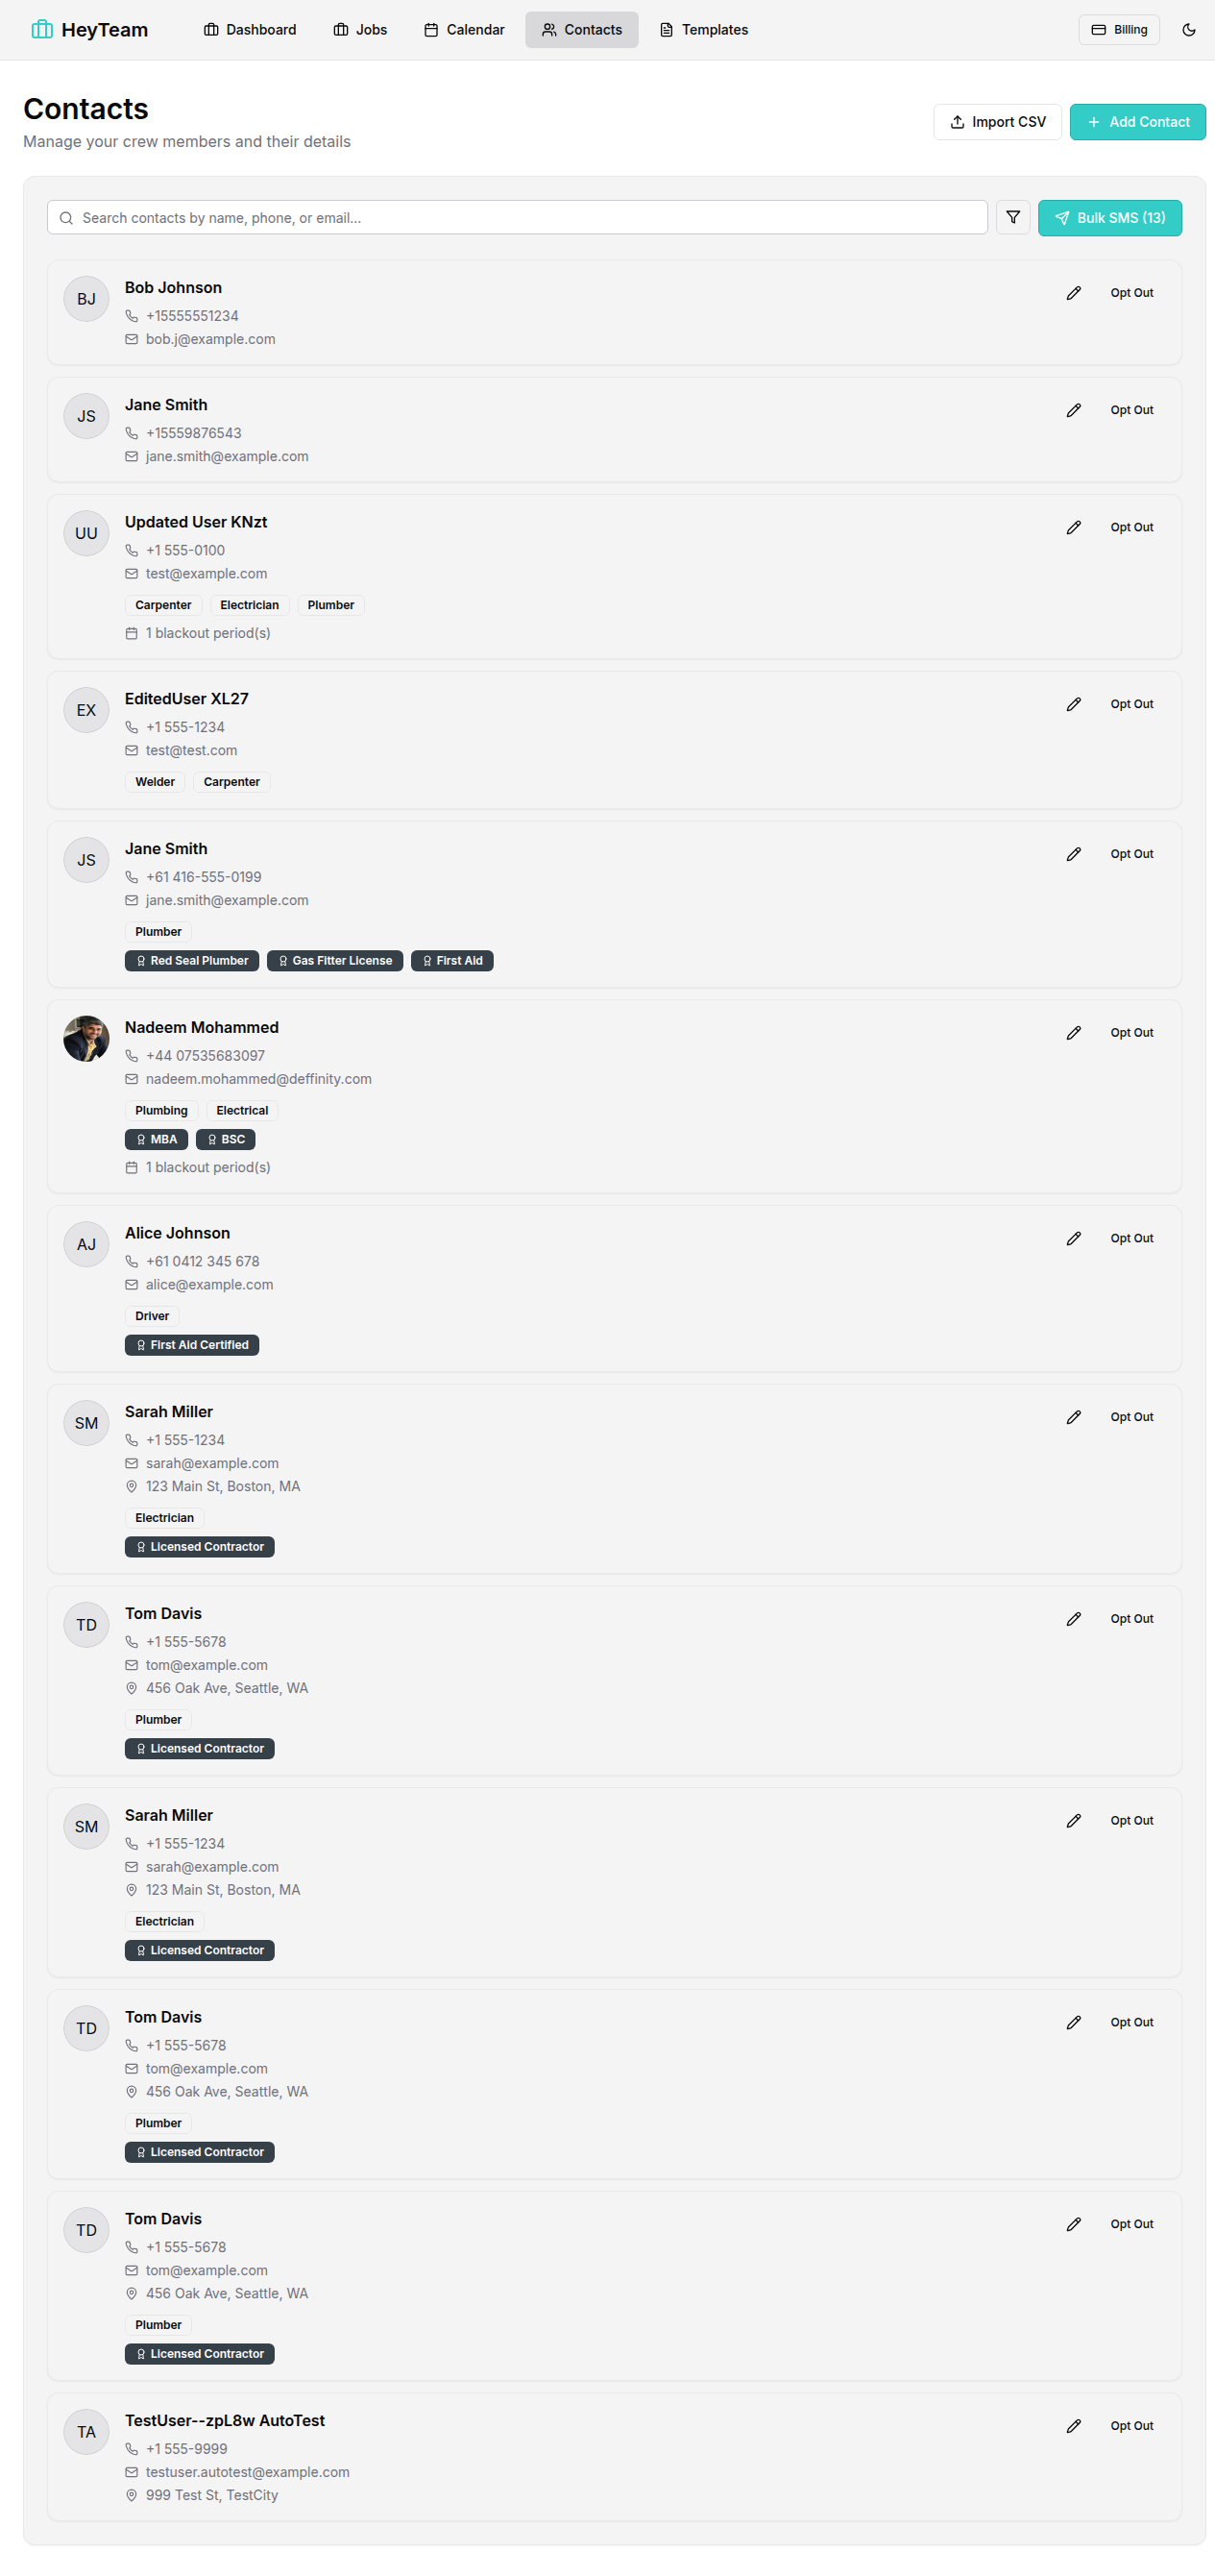 HeyTeam Dashboard Jobs Calendar Contacts Templates Billing
Contacts
Manage your crew members and their details
Import CSV Add Contact
Search contacts by name, phone, or email... Bulk SMS (13)
BJ Bob Johnson Opt Out
+15555551234
bob.j@example.com
JS Jane Smith Opt Out
+15559876543
jane.smith@example.com
UU Updated User KNzt Opt Out
+1 555-0100
test@example.com
Carpenter Electrician Plumber
1 blackout period(s)
EX EditedUser XL27 Opt Out
+1 555-1234
test@test.com
Welder Carpenter
JS Jane Smith Opt Out
+61 416-555-0199
jane.smith@example.com
Plumber
Red Seal Plumber Gas Fitter License First Aid
Nadeem Mohammed Opt Out
+44 07535683097
nadeem.mohammed@deffinity.com
Plumbing Electrical
MBA BSC
1 blackout period(s)
AJ Alice Johnson Opt Out
+61 0412 345 678
alice@example.com
Driver
First Aid Certified
SM Sarah Miller Opt Out
+1 555-1234
sarah@example.com
123 Main St, Boston, MA
Electrician
Licensed Contractor
TD Tom Davis Opt Out
+1 555-5678
tom@example.com
456 Oak Ave, Seattle, WA
Plumber
Licensed Contractor
SM Sarah Miller Opt Out
+1 555-1234
sarah@example.com
123 Main St, Boston, MA
Electrician
Licensed Contractor
TD Tom Davis Opt Out
+1 555-5678
tom@example.com
456 Oak Ave, Seattle, WA
Plumber
Licensed Contractor
TD Tom Davis Opt Out
+1 555-5678
tom@example.com
456 Oak Ave, Seattle, WA
Plumber
Licensed Contractor
TA TestUser--zpL8w AutoTest Opt Out
+1 555-9999
testuser.autotest@example.com
999 Test St, TestCity